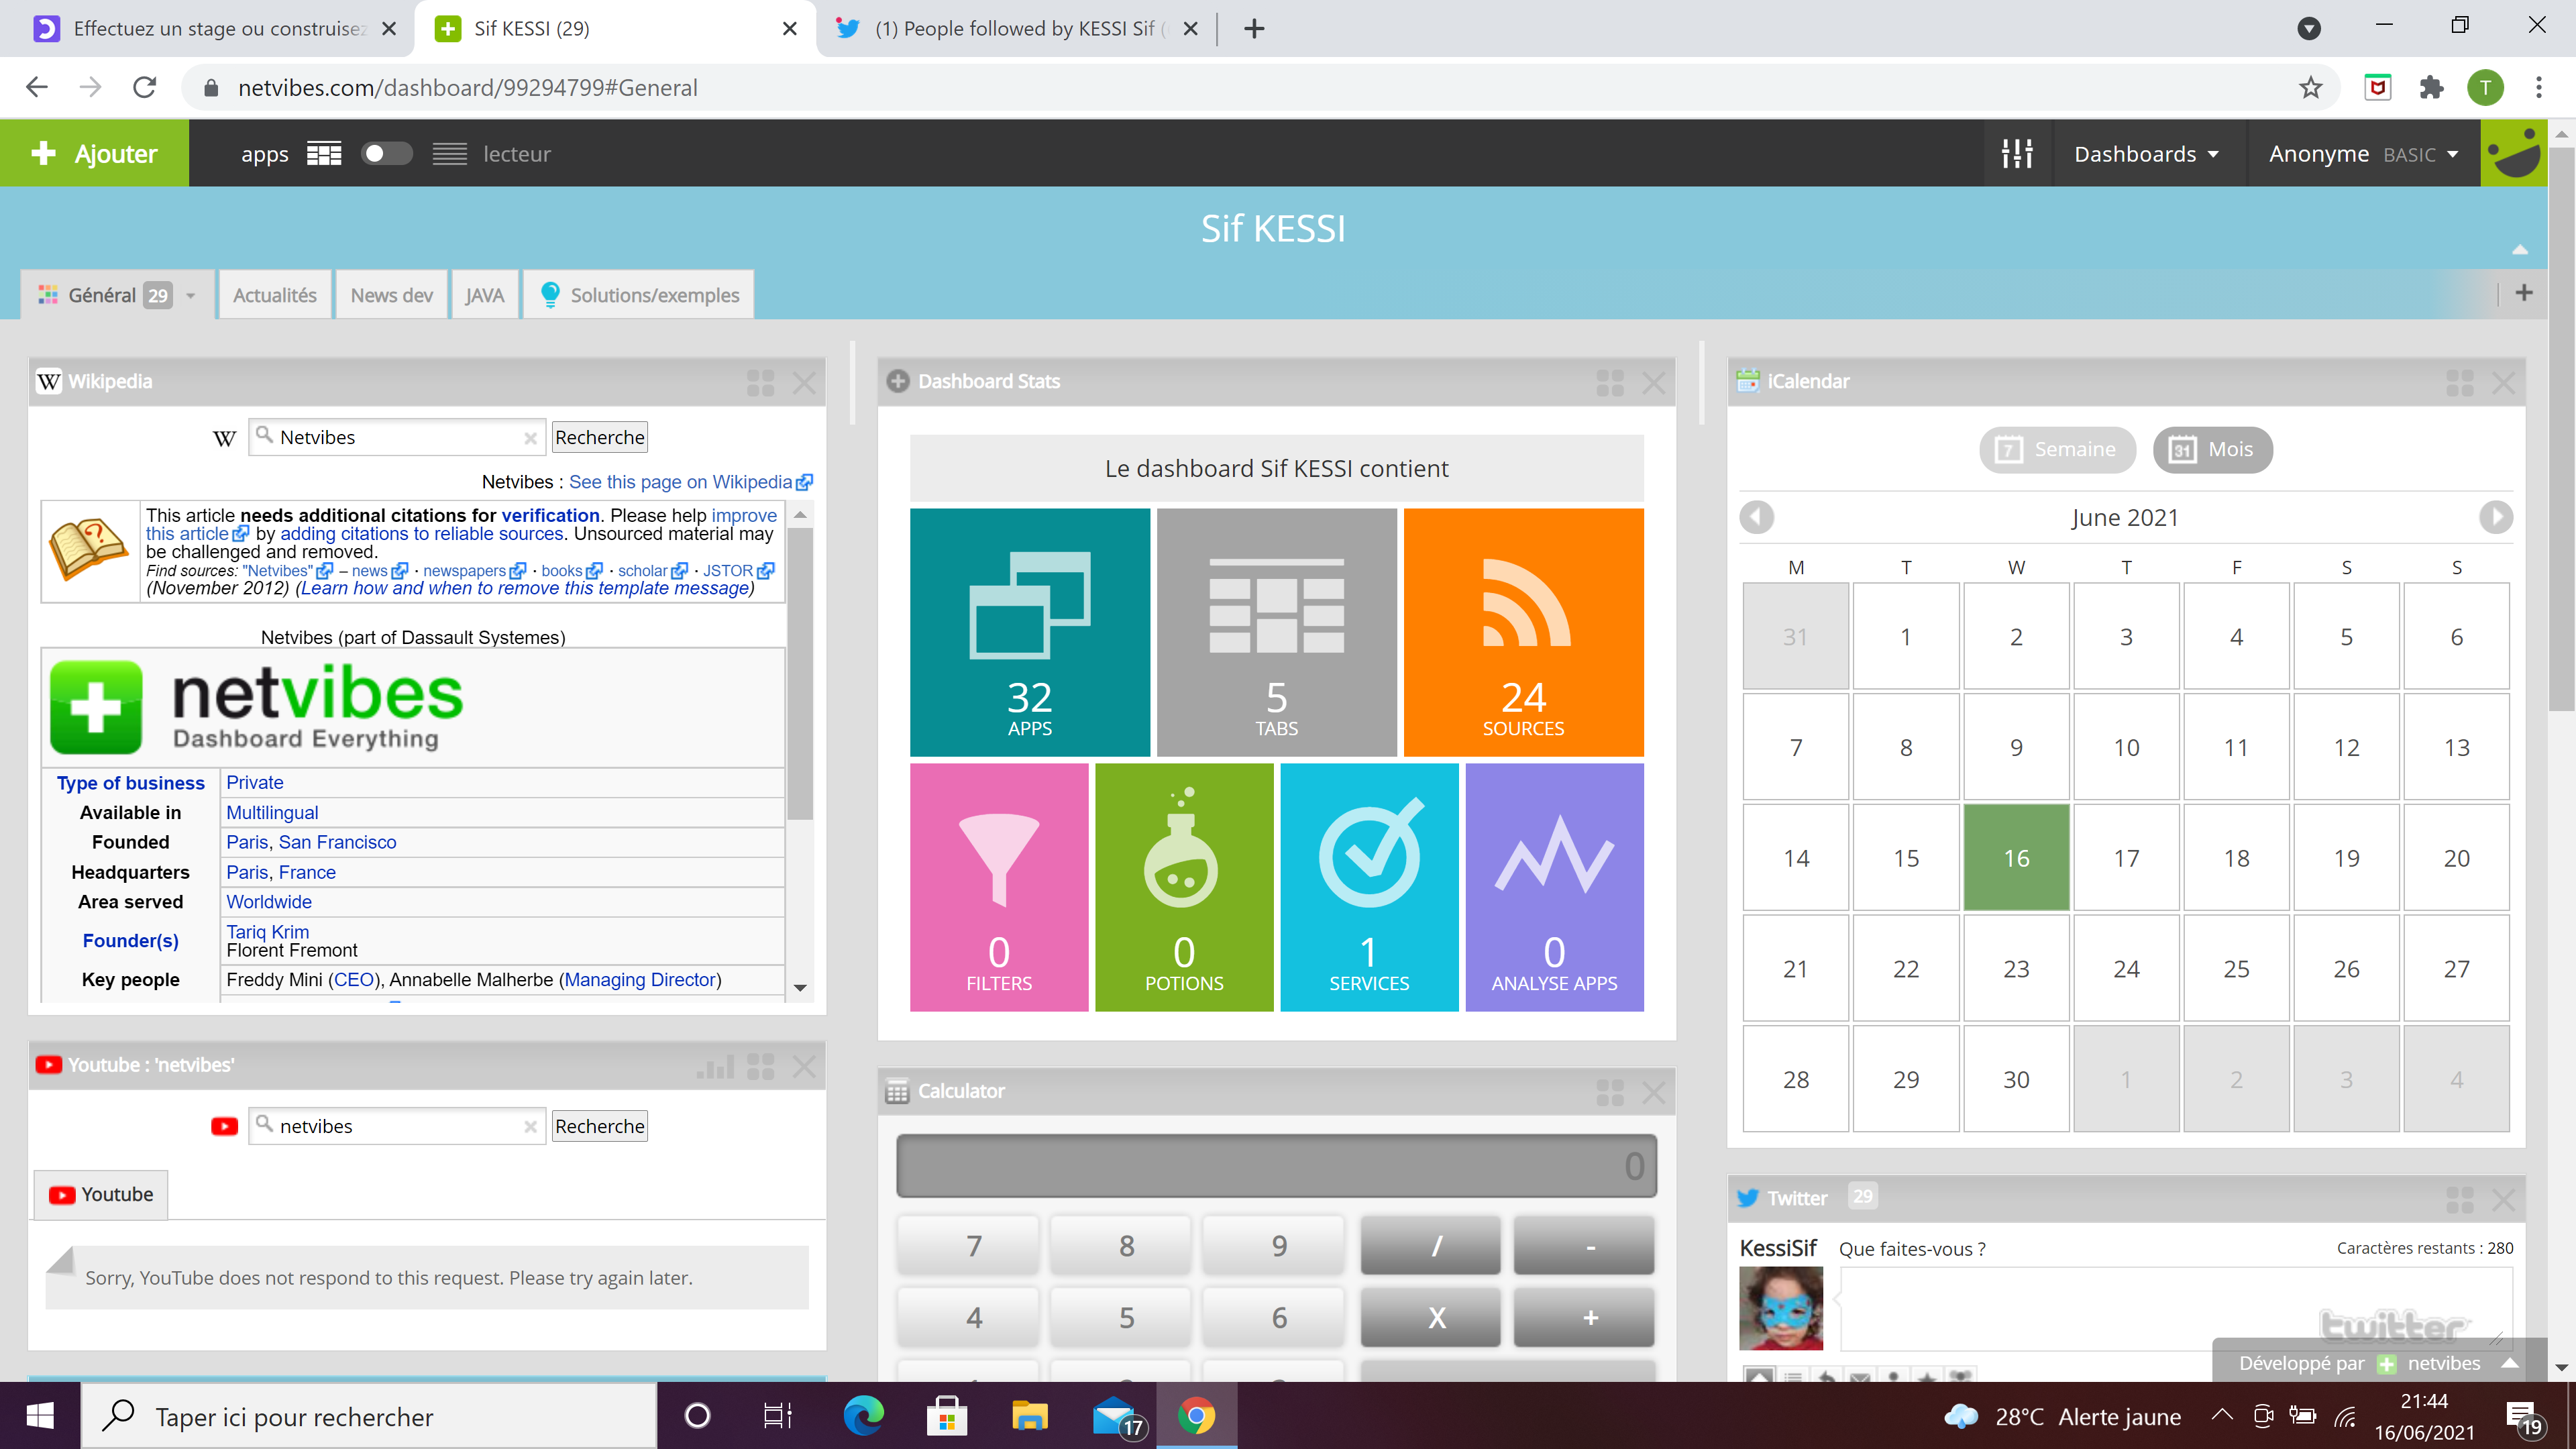 Effectuez un stage ou construisez
Sif KESSI (29)
(1) People followed by KESSI Sif (
netvibes.com/dashboard/99294799#General
T
Ajouter
apps
lecteur
Dashboards
Anonyme BASIC
Sif KESSI
Général 29
Actualités
News dev
JAVA
Solutions/exemples
W Wikipedia
W Netvibes Recherche
Netvibes : See this page on Wikipedia
This article needs additional citations for verification. Please help improve
this article by adding citations to reliable sources. Unsourced material may
be challenged and removed.
Find sources: "Netvibes" – news · newspapers · books · scholar · JSTOR
(November 2012) (Learn how and when to remove this template message)
Netvibes (part of Dassault Systemes)
netvibes
Dashboard Everything
Type of business Private
Available in Multilingual
Founded Paris, San Francisco
Headquarters Paris, France
Area served Worldwide
Founder(s) Tariq Krim
Florent Fremont
Key people Freddy Mini (CEO), Annabelle Malherbe (Managing Director)
Youtube : 'netvibes'
netvibes Recherche
Youtube
Sorry, YouTube does not respond to this request. Please try again later.
Dashboard Stats
Le dashboard Sif KESSI contient
32 5 24
APPS TABS SOURCES
0 0 1 0
FILTERS POTIONS SERVICES ANALYSE APPS
Calculator
0
7 8 9 / -
4 5 6 X +
iCalendar
7 Semaine 31 Mois
June 2021
M T W T F S S
31 1 2 3 4 5 6
7 8 9 10 11 12 13
14 15 16 17 18 19 20
21 22 23 24 25 26 27
28 29 30 1 2 3 4
Twitter 29
KessiSif Que faites-vous ? Caractères restants : 280
twitter
Développé par netvibes
Taper ici pour rechercher
17
28°C Alerte jaune
21:44
16/06/2021
19